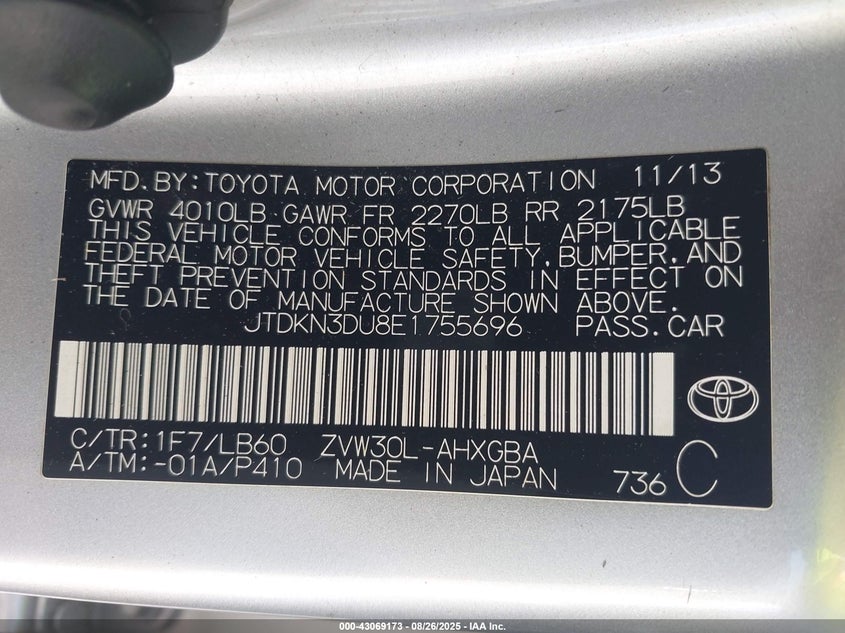 MFD.BY:TOYOTA MOTOR CORPORATION 11/13
GVWR 4010LB GAWR FR 2270LB RR 2175LB
THIS VEHICLE CONFORMS TO ALL APPLICABLE
FEDERAL MOTOR VEHICLE SAFETY,BUMPER,AND
THEFT PREVENTION STANDARDS IN EFFECT ON
THE DATE OF MANUFACTURE SHOWN ABOVE.
JTDKN3DU8E1755696 PASS.CAR
C/TR:1F7/LB60 ZVW30L-AHXGBA
A/TM:-01A/P410 MADE IN JAPAN 736 C
000-43069173 - 08/26/2025 - IAA Inc.